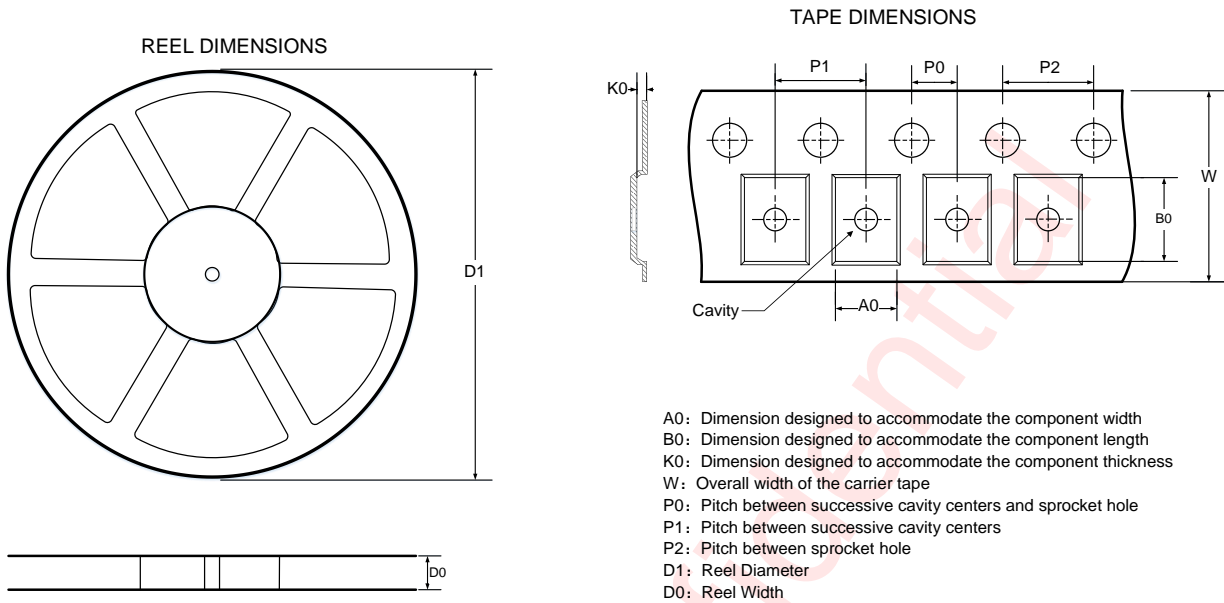 TAPE DIMENSIONS
REEL DIMENSIONS
P1
P0
P2
K0
W
B0
D1
Cavity
A0
A0：Dimension designed to accommodate the component width
B0：Dimension designed to accommodate the component length
K0：Dimension designed to accommodate the component thickness
W：Overall width of the carrier tape
P0：Pitch between successive cavity centers and sprocket hole
P1：Pitch between successive cavity centers
P2：Pitch between sprocket hole
D1：Reel Diameter
D0：Reel Width
D0